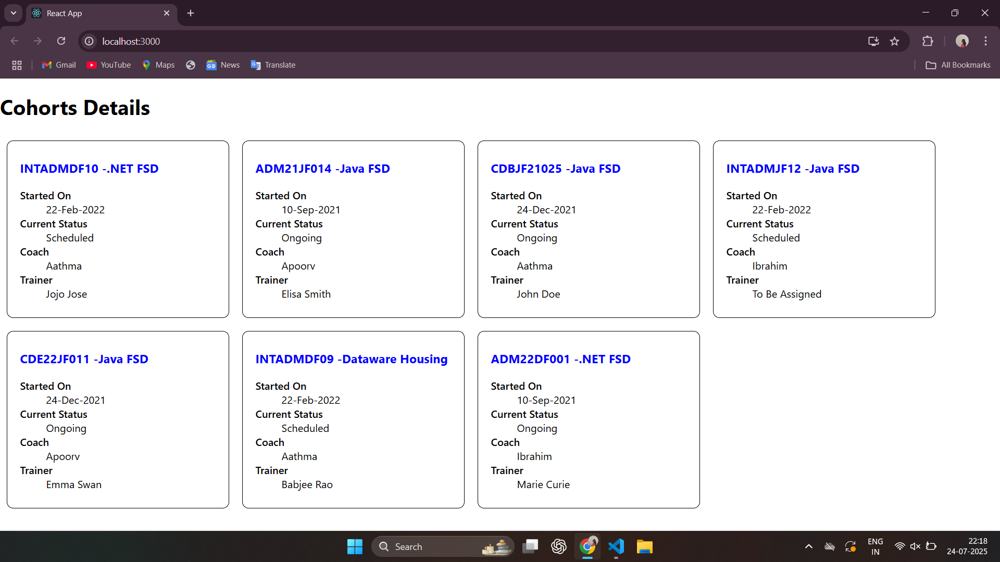 React App
localhost:3000
Gmail
YouTube
Maps
News
Translate
All Bookmarks
Cohorts Details
INTADMDF10 -.NET FSD
Started On
22-Feb-2022
Current Status
Scheduled
Coach
Aathma
Trainer
Jojo Jose
ADM21JF014 -Java FSD
Started On
10-Sep-2021
Current Status
Ongoing
Coach
Apoorv
Trainer
Elisa Smith
CDBJF21025 -Java FSD
Started On
24-Dec-2021
Current Status
Ongoing
Coach
Aathma
Trainer
John Doe
INTADMJF12 -Java FSD
Started On
22-Feb-2022
Current Status
Scheduled
Coach
Ibrahim
Trainer
To Be Assigned
CDE22JF011 -Java FSD
Started On
24-Dec-2021
Current Status
Ongoing
Coach
Apoorv
Trainer
Emma Swan
INTADMDF09 -Dataware Housing
Started On
22-Feb-2022
Current Status
Scheduled
Coach
Aathma
Trainer
Babjee Rao
ADM22DF001 -.NET FSD
Started On
10-Sep-2021
Current Status
Ongoing
Coach
Ibrahim
Trainer
Marie Curie
Search
ENG
IN
22:18
24-07-2025